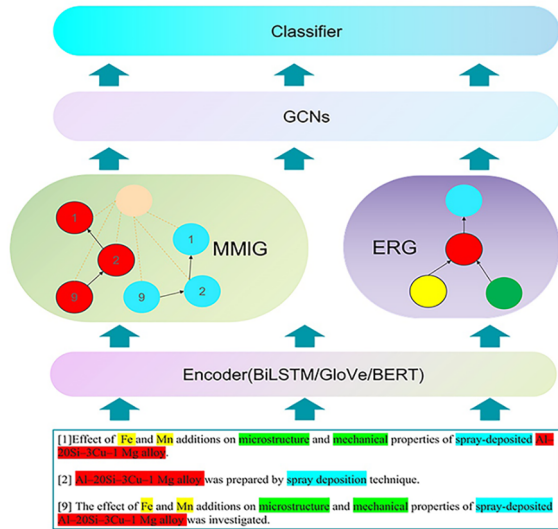 Classifier
GCNs
1
2
9
1
9
2
MMIG
ERG
Encoder(BiLSTM/GloVe/BERT)
[1]Effect of Fe and Mn additions on microstructure and mechanical properties of spray-deposited Al–
20Si–3Cu–1 Mg alloy.
[2] Al–20Si–3Cu–1 Mg alloy was prepared by spray deposition technique.
[9] The effect of Fe and Mn additions on microstructure and mechanical properties of spray-deposited
Al–20Si–3Cu–1 Mg alloy was investigated.